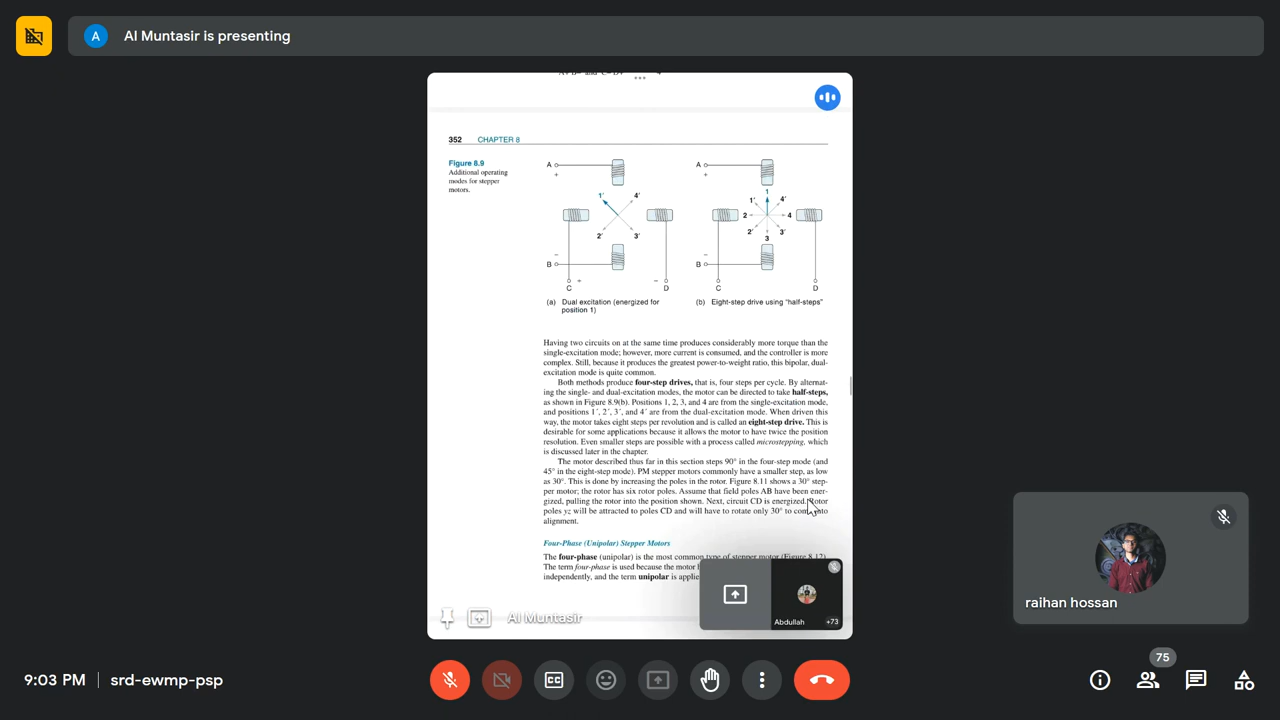 A Al Muntasir is presenting
352 CHAPTER 8
Figure 8.9
Additional operating
modes for stepper
motors.
A
+
1′ 4′
2′ 3′
−
B
+ −
C D
A
+
1
1′ 4′
2 4
2′ 3′
3
−
B
C D
(a) Dual excitation (energized for
position 1)
(b) Eight-step drive using "half-steps"
Having two circuits on at the same time produces considerably more torque than the
single-excitation mode; however, more current is consumed, and the controller is more
complex. Still, because it produces the greatest power-to-weight ratio, this bipolar, dual-
excitation mode is quite common.
Both methods produce four-step drives, that is, four steps per cycle. By alternat-
ing the single- and dual-excitation modes, the motor can be directed to take half-steps,
as shown in Figure 8.9(b). Positions 1, 2, 3, and 4 are from the single-excitation mode,
and positions 1′, 2′, 3′, and 4′ are from the dual-excitation mode. When driven this
way, the motor takes eight steps per revolution and is called an eight-step drive. This is
desirable for some applications because it allows the motor to have twice the position
resolution. Even smaller steps are possible with a process called microstepping, which
is discussed later in the chapter.
The motor described thus far in this section steps 90° in the four-step mode (and
45° in the eight-step mode). PM stepper motors commonly have a smaller step, as low
as 30°. This is done by increasing the poles in the rotor. Figure 8.11 shows a 30° step-
per motor; the rotor has six rotor poles. Assume that field poles AB have been ener-
gized, pulling the rotor into the position shown. Next, circuit CD is energized. Rotor
poles yz will be attracted to poles CD and will have to rotate only 30° to come into
alignment.
Four-Phase (Unipolar) Stepper Motors
The four-phase (unipolar) is the most common type of stepper motor (Figure 8.12).
The term four-phase is used because the motor
independently, and the term unipolar is
Al Muntasir
Abdullah +73
raihan hossan
9:03 PM | srd-ewmp-psp
CC
75